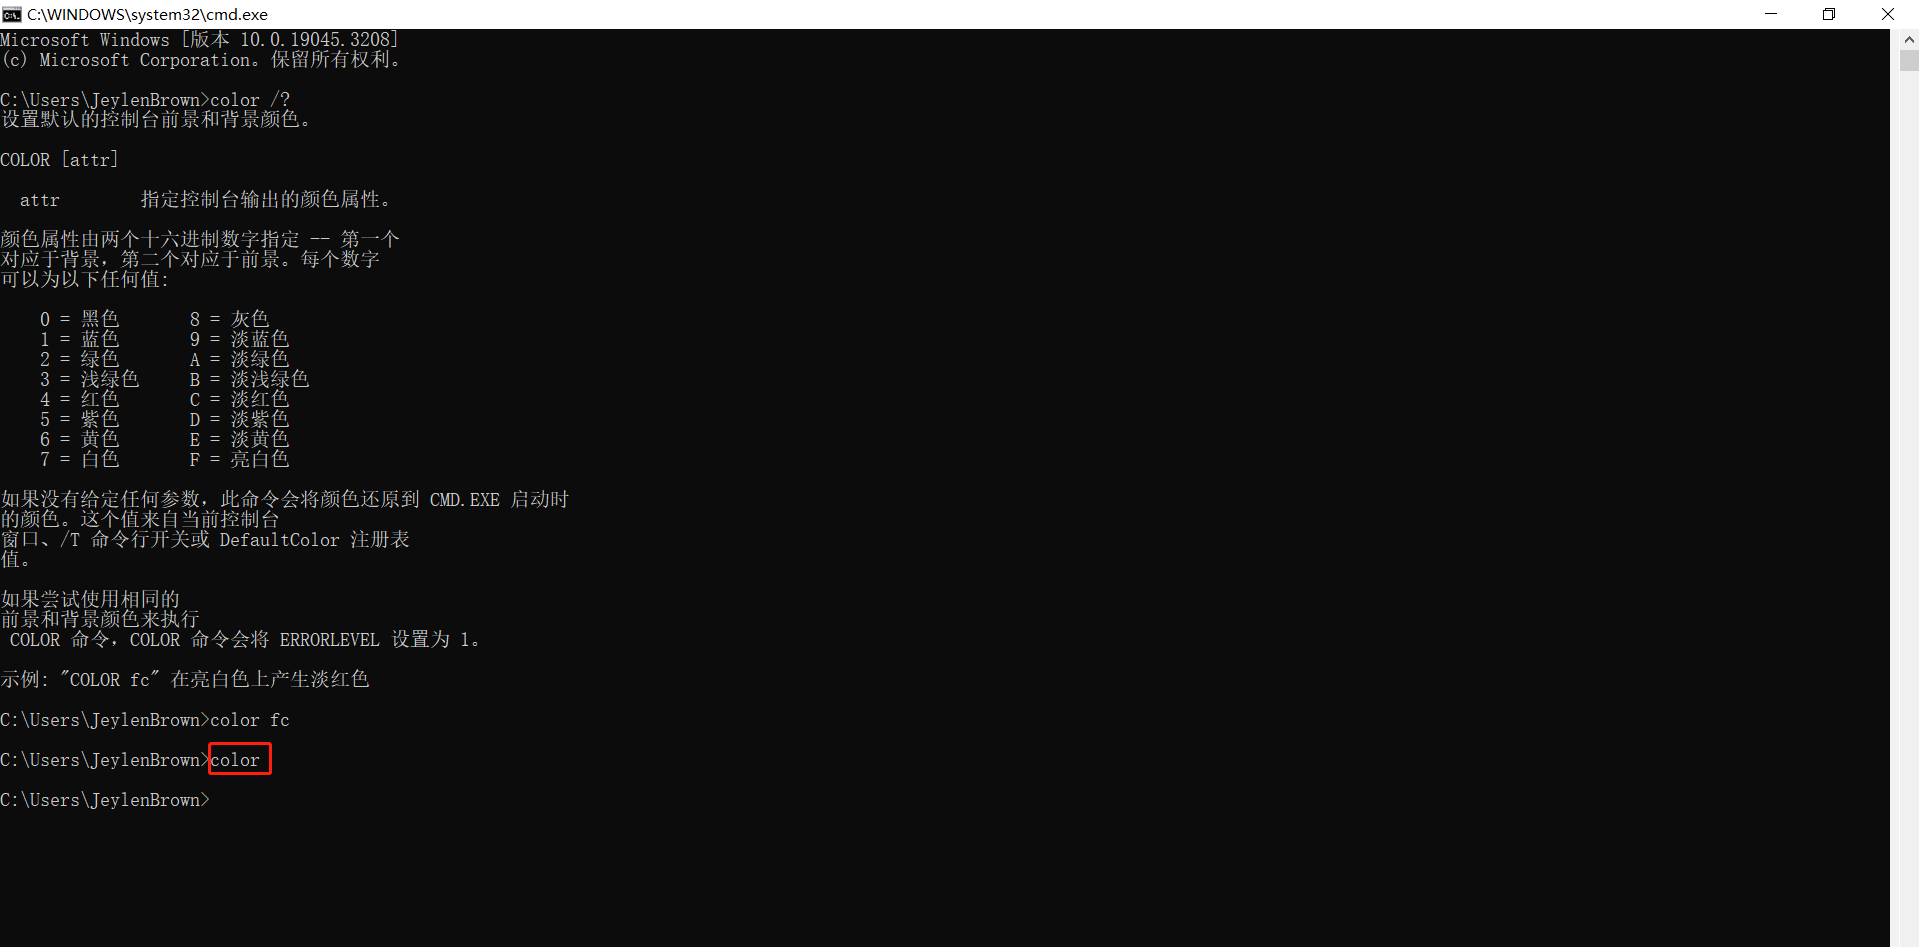 C:\WINDOWS\system32\cmd.exe
Microsoft Windows [版本 10.0.19045.3208]
(c) Microsoft Corporation。保留所有权利。
C:\Users\JeylenBrown>color /?
设置默认的控制台前景和背景颜色。
COLOR [attr]
attr 指定控制台输出的颜色属性。
颜色属性由两个十六进制数字指定 -- 第一个
对应于背景，第二个对应于前景。每个数字
可以为以下任何值:
0 = 黑色 8 = 灰色
1 = 蓝色 9 = 淡蓝色
2 = 绿色 A = 淡绿色
3 = 浅绿色 B = 淡浅绿色
4 = 红色 C = 淡红色
5 = 紫色 D = 淡紫色
6 = 黄色 E = 淡黄色
7 = 白色 F = 亮白色
如果没有给定任何参数，此命令会将颜色还原到 CMD.EXE 启动时
的颜色。这个值来自当前控制台
窗口、/T 命令行开关或 DefaultColor 注册表
值。
如果尝试使用相同的
前景和背景颜色来执行
COLOR 命令，COLOR 命令会将 ERRORLEVEL 设置为 1。
示例: "COLOR fc" 在亮白色上产生淡红色
C:\Users\JeylenBrown>color fc
C:\Users\JeylenBrown>color
C:\Users\JeylenBrown>